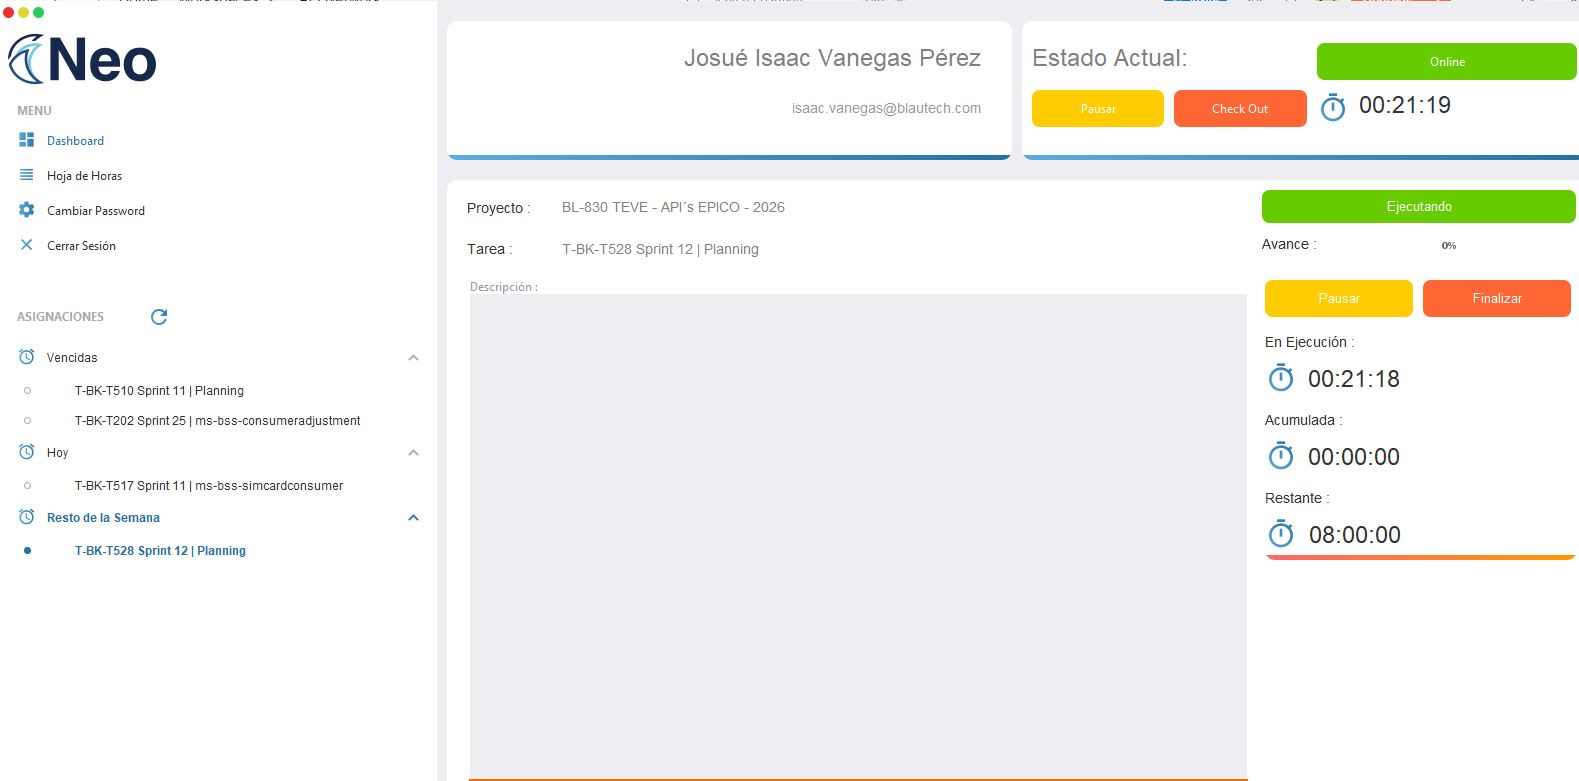 Neo
MENU
Dashboard
Hoja de Horas
Cambiar Password
Cerrar Sesión
ASIGNACIONES
Vencidas
T-BK-T510 Sprint 11 | Planning
T-BK-T202 Sprint 25 | ms-bss-consumeradjustment
Hoy
T-BK-T517 Sprint 11 | ms-bss-simcardconsumer
Resto de la Semana
T-BK-T528 Sprint 12 | Planning
Josué Isaac Vanegas Pérez
isaac.vanegas@blautech.com
Estado Actual:
Online
Pausar
Check Out
00:21:19
Proyecto :
BL-830 TEVE - API´s EPICO - 2026
Tarea :
T-BK-T528 Sprint 12 | Planning
Descripción :
Ejecutando
Avance :
0%
Pausar
Finalizar
En Ejecución :
00:21:18
Acumulada :
00:00:00
Restante :
08:00:00